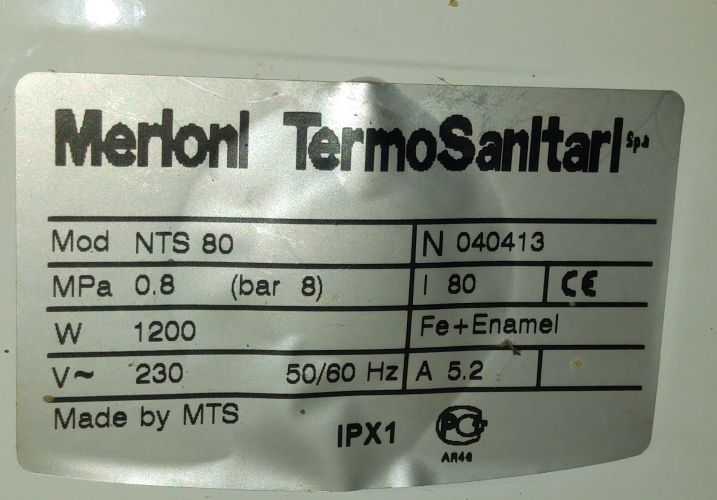 Merloni TermoSanitari SpA
Mod NTS 80 N 040413
MPa 0.8 (bar 8) l 80 CE
W 1200 Fe+Enamel
V~ 230 50/60 Hz A 5.2
Made by MTS IPX1 PCT
АЯ46